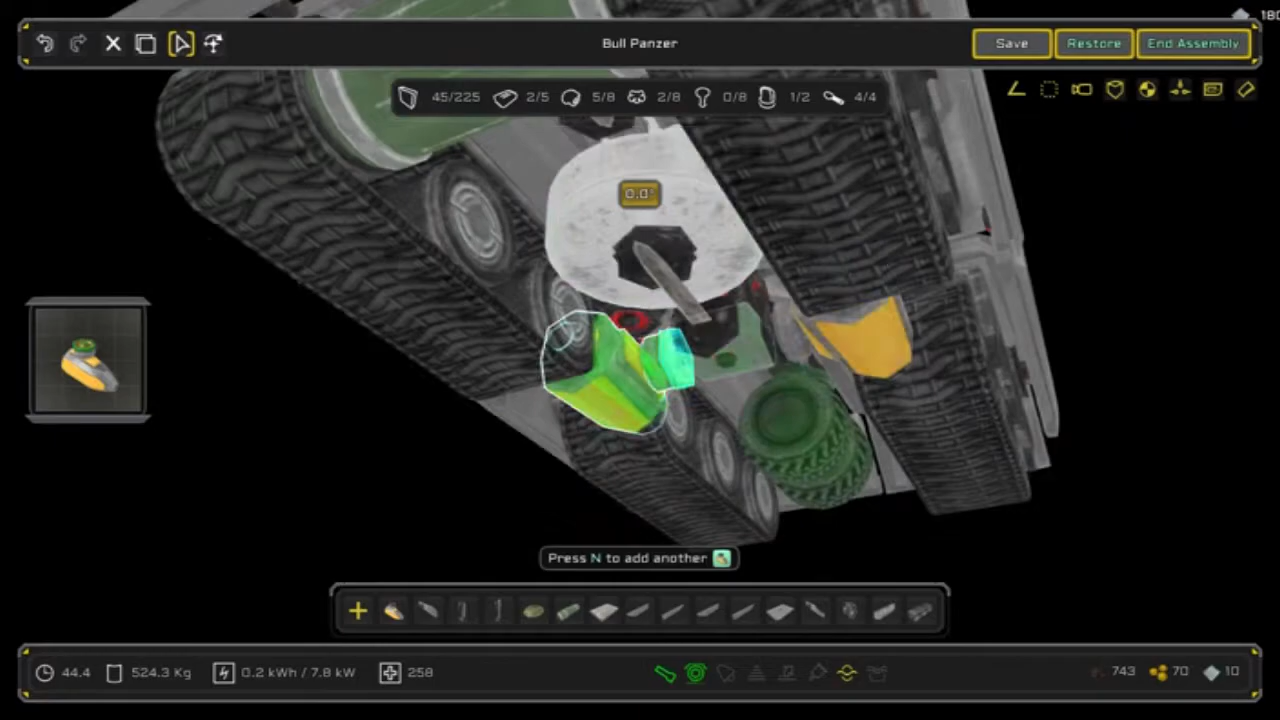 180
Bull Panzer
Save
Restore
End Assembly
45/225 2/5 5/8 2/8 0/8 1/2 4/4
0.0°
Press N to add another
44.4 524.3 Kg 0.2 kWh / 7.8 kW 258 743 70 10